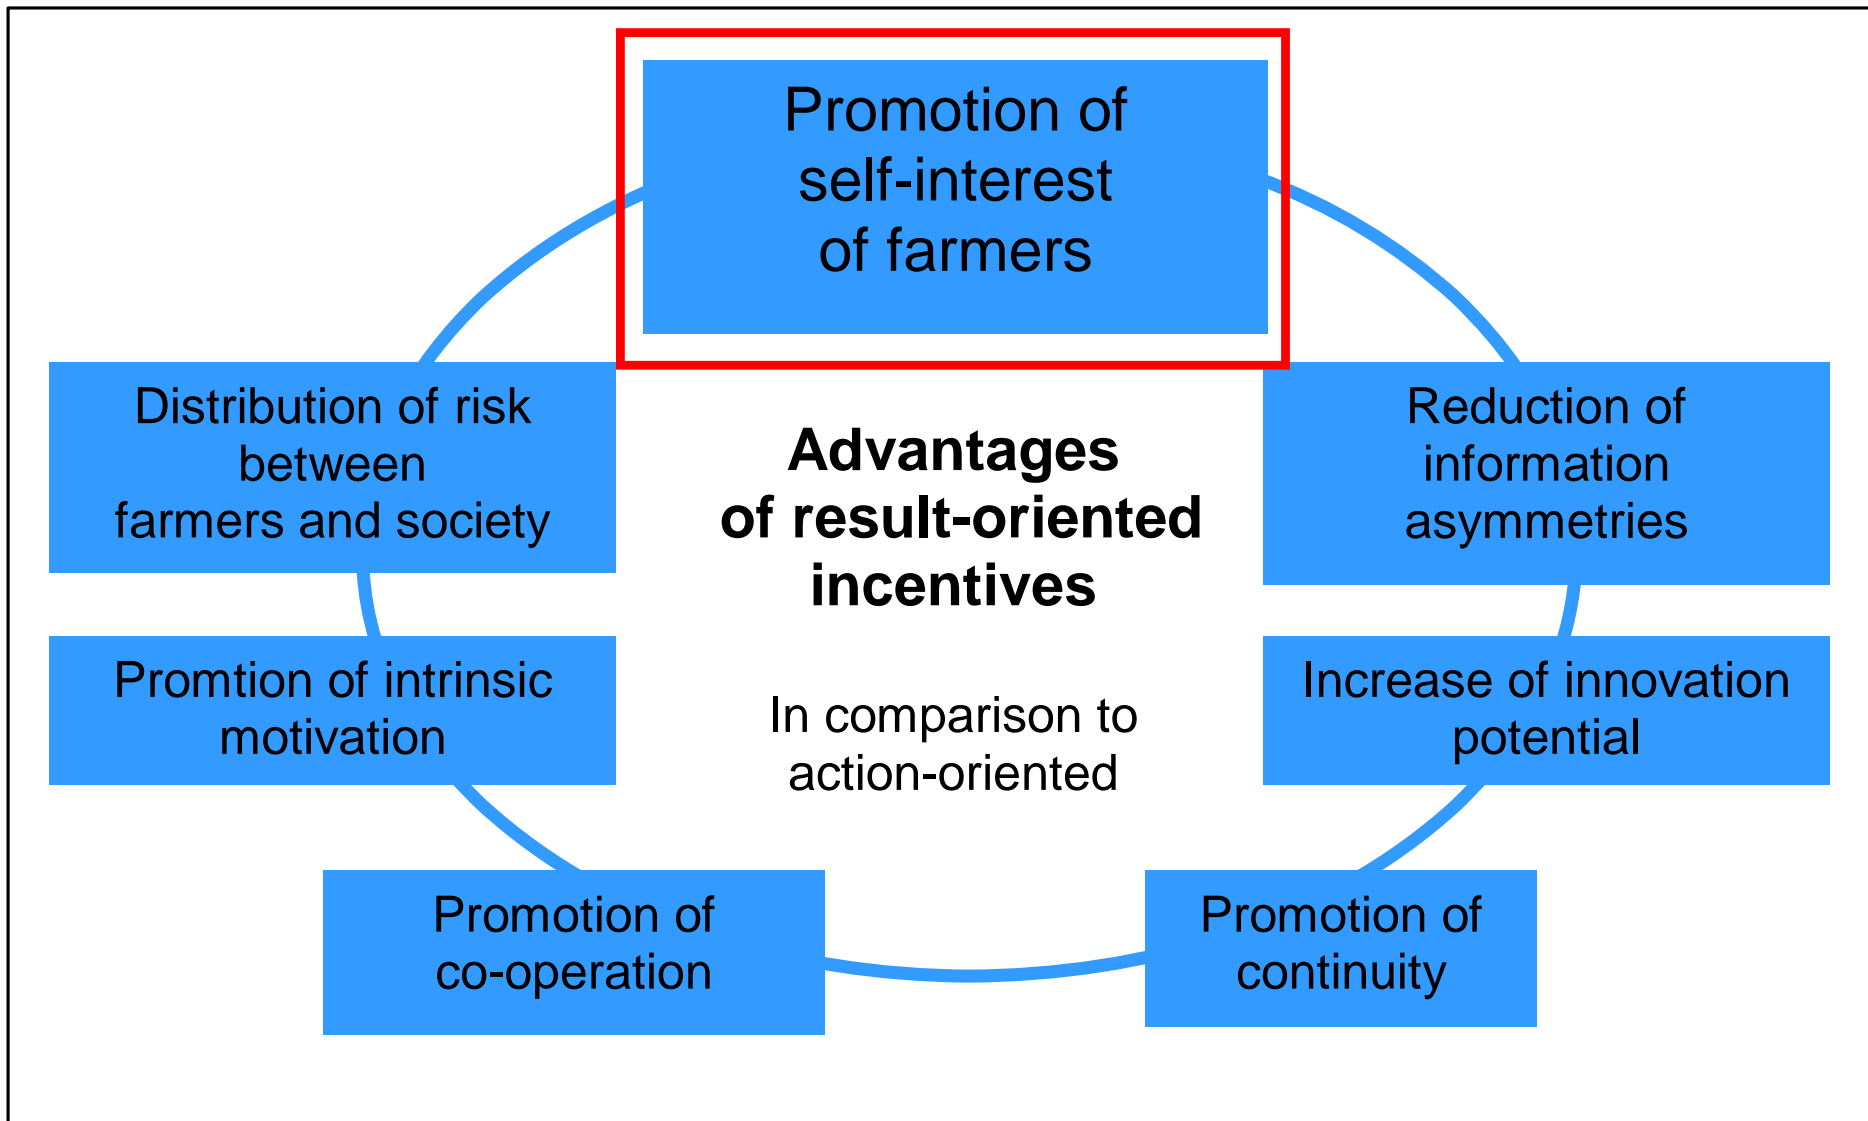 Promotion of
self-interest
of farmers
Distribution of risk
between
farmers and society
Advantages
of result-oriented
incentives
In comparison to
action-oriented
Reduction of
information
asymmetries
Promtion of intrinsic
motivation
Increase of innovation
potential
Promotion of
co-operation
Promotion of
continuity